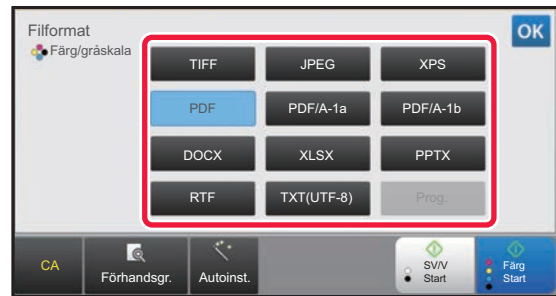 Filformat
OK
Färg/gråskala
TIFF
JPEG
XPS
PDF
PDF/A-1a
PDF/A-1b
DOCX
XLSX
PPTX
RTF
TXT(UTF-8)
Prog.
CA
Förhandsgr.
Autoinst.
SV/V
Start
Färg
Start